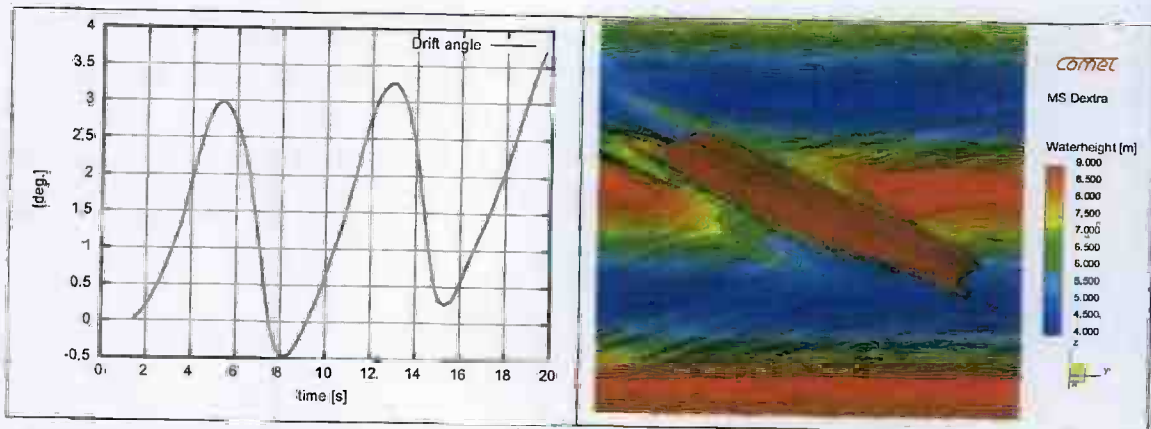 4
3.5
3
2.5
2
1.5
1
0.5
0
-0.5
[deg.]
Drift angle
0 2 4 6 8 10 12 14 16 18 20
time [s]
comet
MS Dextra
Waterheight [m]
9.000
8.500
8.000
7.500
7.000
6.500
6.000
5.500
5.000
4.500
4.000
z
y
x